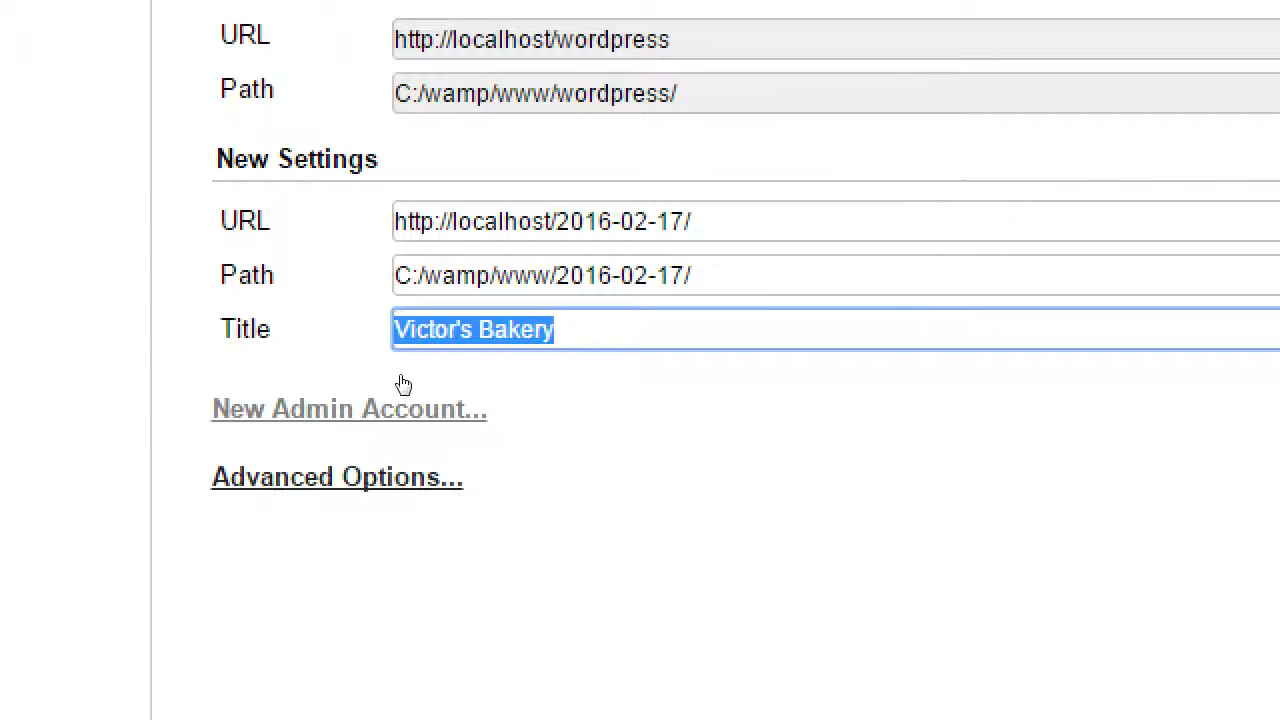 URL http://localhost/wordpress
Path C:/wamp/www/wordpress/
New Settings
URL http://localhost/2016-02-17/
Path C:/wamp/www/2016-02-17/
Title Victor's Bakery
New Admin Account...
Advanced Options...